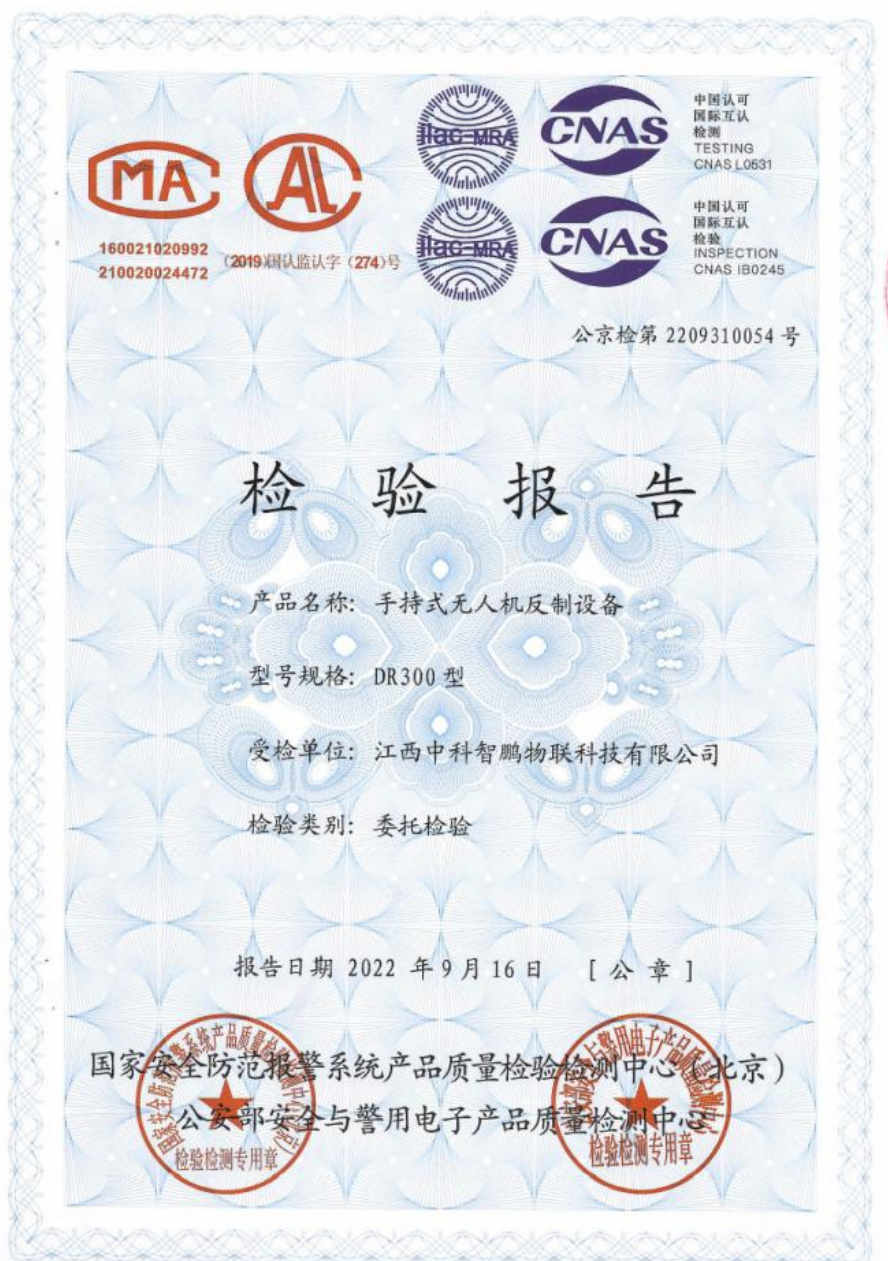 MA
160021020992
210020024472
AL
(2019)国认监认字(274)号
ilac-MRA
CNAS
中国认可
国际互认
检测
TESTING
CNAS L0631
ilac-MRA
CNAS
中国认可
国际互认
检验
INSPECTION
CNAS IB0245
公京检第 2209310054 号
检验报告
产品名称: 手持式无人机反制设备
型号规格: DR300 型
受检单位: 江西中科智鹏物联科技有限公司
检验类别: 委托检验
报告日期 2022 年 9 月 16 日 [ 公 章 ]
国家安全防范报警系统产品质量检验检测中心(北京)
公安部安全与警用电子产品质量检测中心
检验检测专用章
检验检测专用章